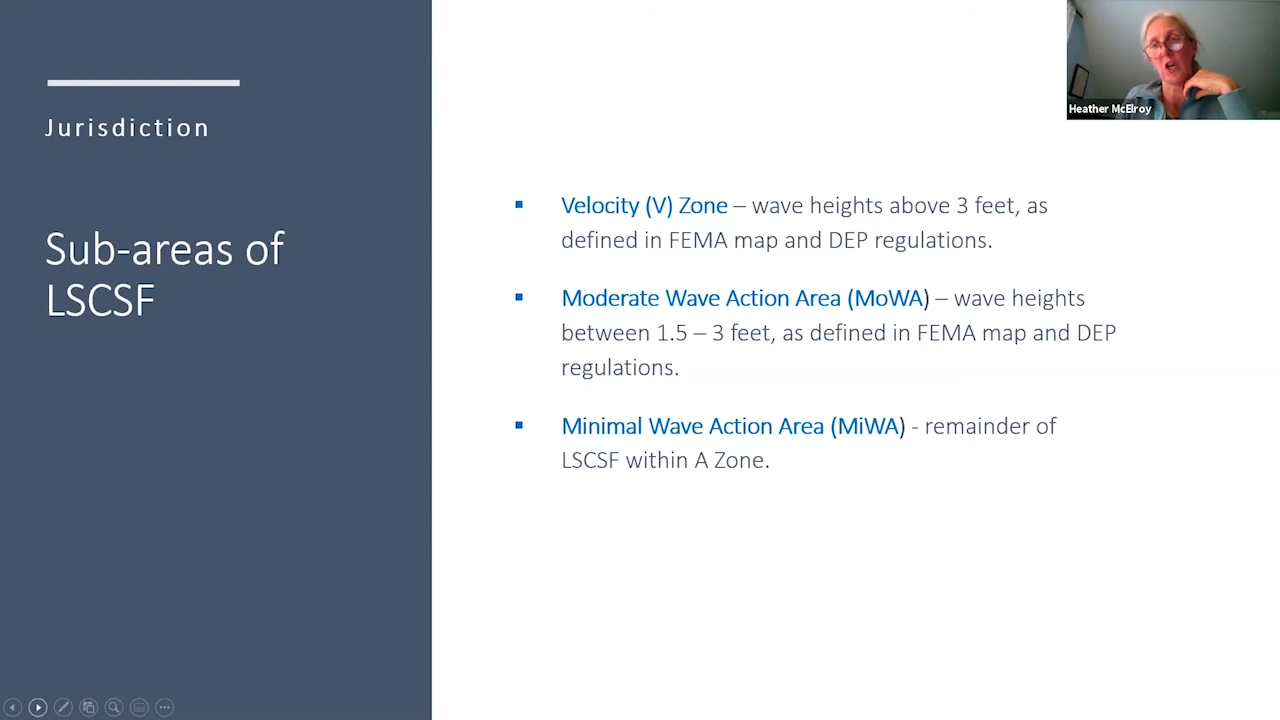 Jurisdiction
Sub-areas of
LSCSF
▪ Velocity (V) Zone – wave heights above 3 feet, as
defined in FEMA map and DEP regulations.
▪ Moderate Wave Action Area (MoWA) – wave heights
between 1.5 – 3 feet, as defined in FEMA map and DEP
regulations.
▪ Minimal Wave Action Area (MiWA) - remainder of
LSCSF within A Zone.
Heather McElroy